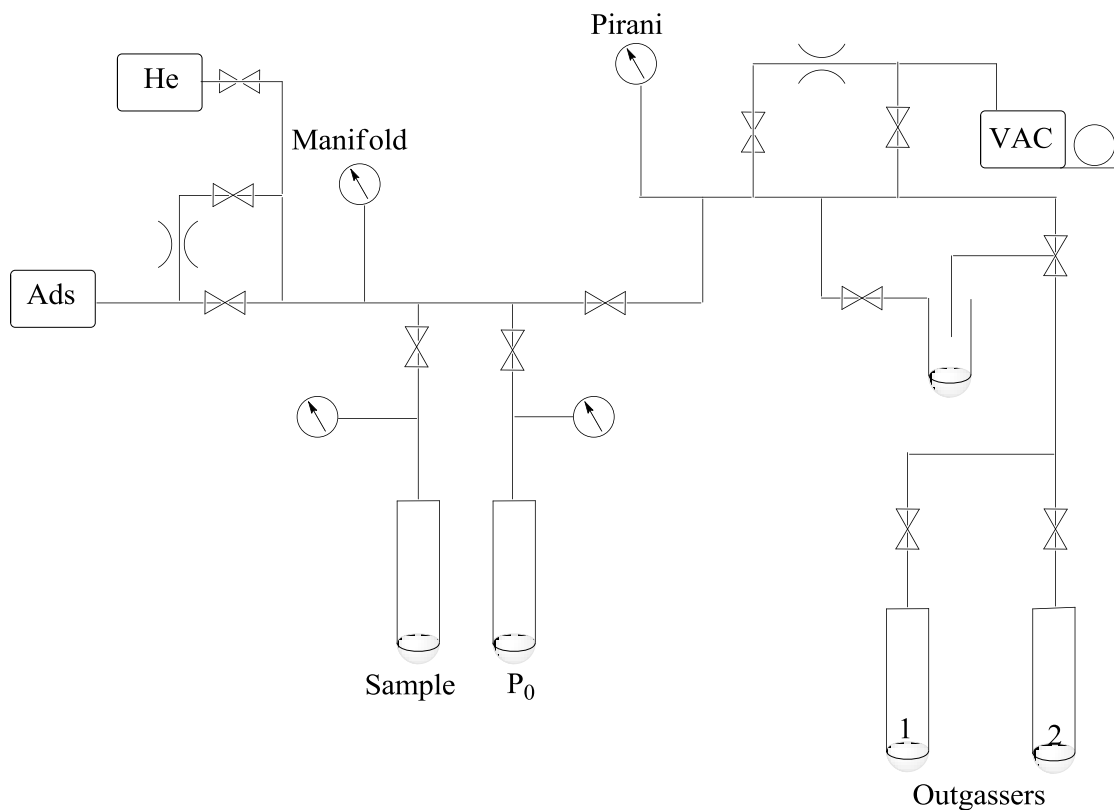 Pirani
He
VAC
Manifold
Ads
Sample
P₀
1
2
Outgassers